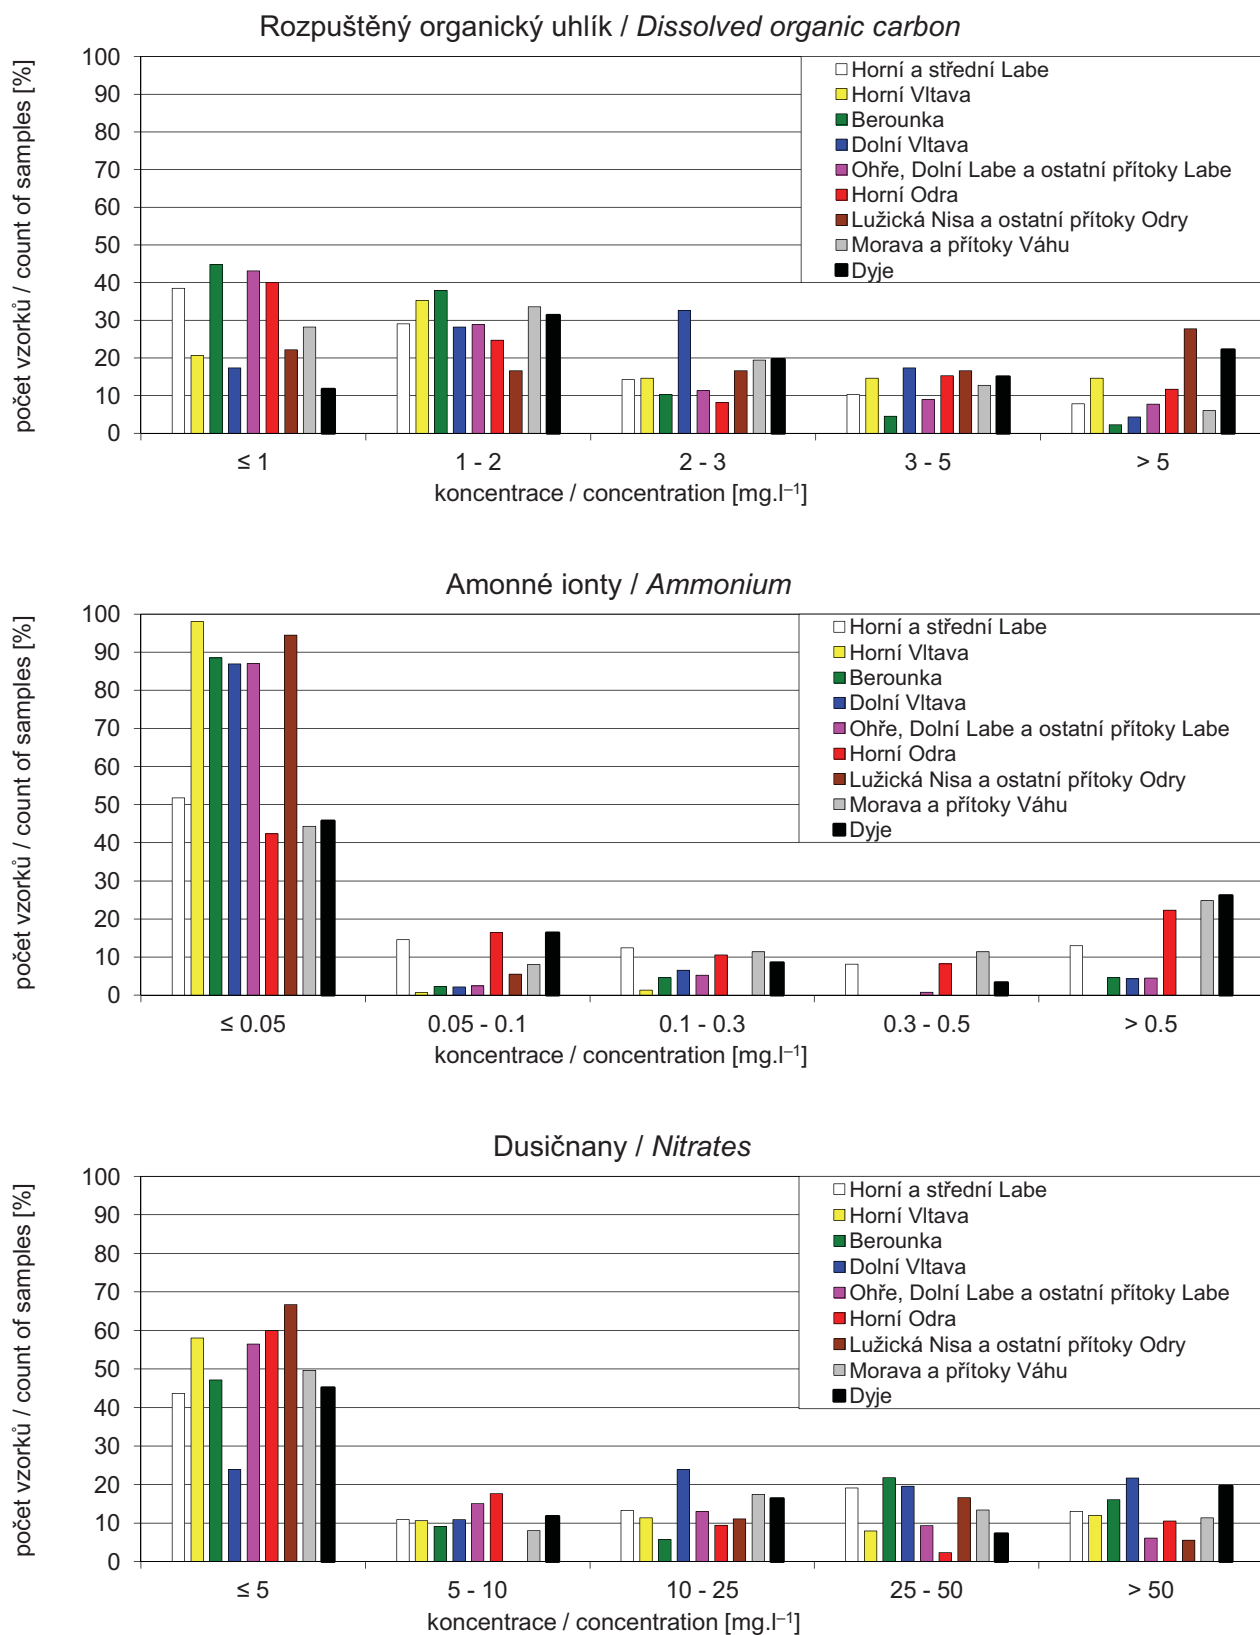 Rozpuštěný organický uhlík / Dissolved organic carbon
počet vzorků / count of samples [%]
100
90
80
70
60
50
40
30
20
10
0
Horní a střední Labe
Horní Vltava
Berounka
Dolní Vltava
Ohře, Dolní Labe a ostatní přítoky Labe
Horní Odra
Lužická Nisa a ostatní přítoky Odry
Morava a přítoky Váhu
Dyje
≤ 1
1 - 2
2 - 3
3 - 5
> 5
koncentrace / concentration [mg.l⁻¹]
Amonné ionty / Ammonium
počet vzorků / count of samples [%]
100
90
80
70
60
50
40
30
20
10
0
Horní a střední Labe
Horní Vltava
Berounka
Dolní Vltava
Ohře, Dolní Labe a ostatní přítoky Labe
Horní Odra
Lužická Nisa a ostatní přítoky Odry
Morava a přítoky Váhu
Dyje
≤ 0.05
0.05 - 0.1
0.1 - 0.3
0.3 - 0.5
> 0.5
koncentrace / concentration [mg.l⁻¹]
Dusičnany / Nitrates
počet vzorků / count of samples [%]
100
90
80
70
60
50
40
30
20
10
0
Horní a střední Labe
Horní Vltava
Berounka
Dolní Vltava
Ohře, Dolní Labe a ostatní přítoky Labe
Horní Odra
Lužická Nisa a ostatní přítoky Odry
Morava a přítoky Váhu
Dyje
≤ 5
5 - 10
10 - 25
25 - 50
> 50
koncentrace / concentration [mg.l⁻¹]